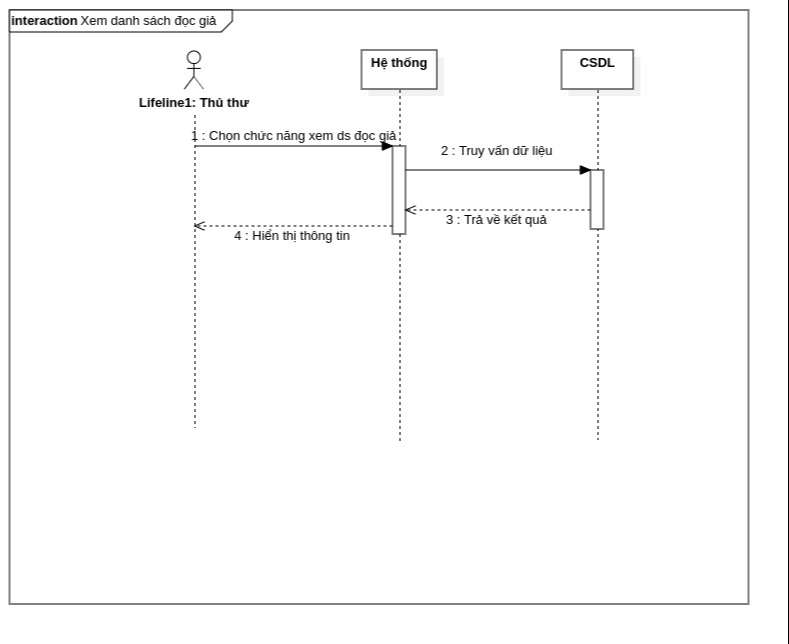 interaction Xem danh sách đọc giả
Hệ thống
CSDL
Lifeline1: Thủ thư
1 : Chọn chức năng xem ds đọc giả
2 : Truy vấn dữ liệu
3 : Trả về kết quả
4 : Hiển thị thông tin